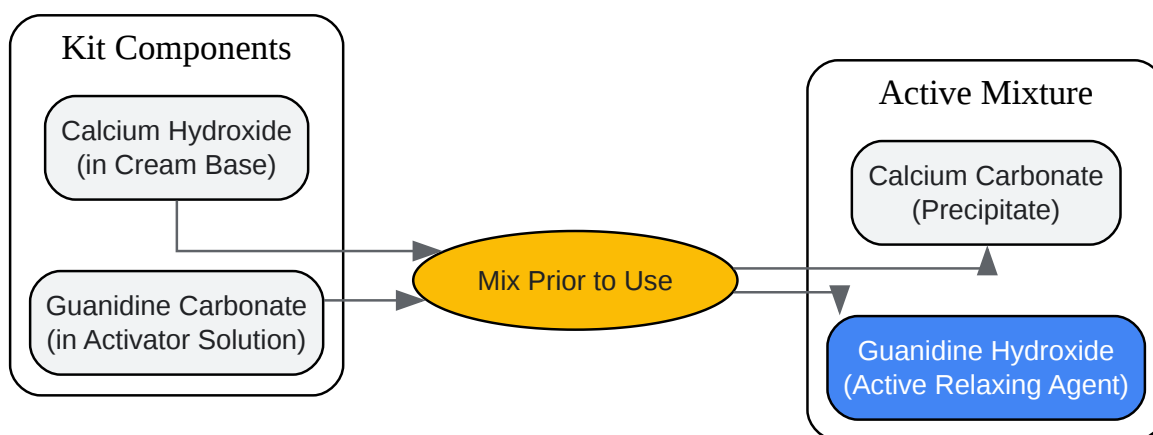 Kit Components
Calcium Hydroxide
(in Cream Base)
Guanidine Carbonate
(in Activator Solution)
Mix Prior to Use
Active Mixture
Calcium Carbonate
(Precipitate)
Guanidine Hydroxide
(Active Relaxing Agent)